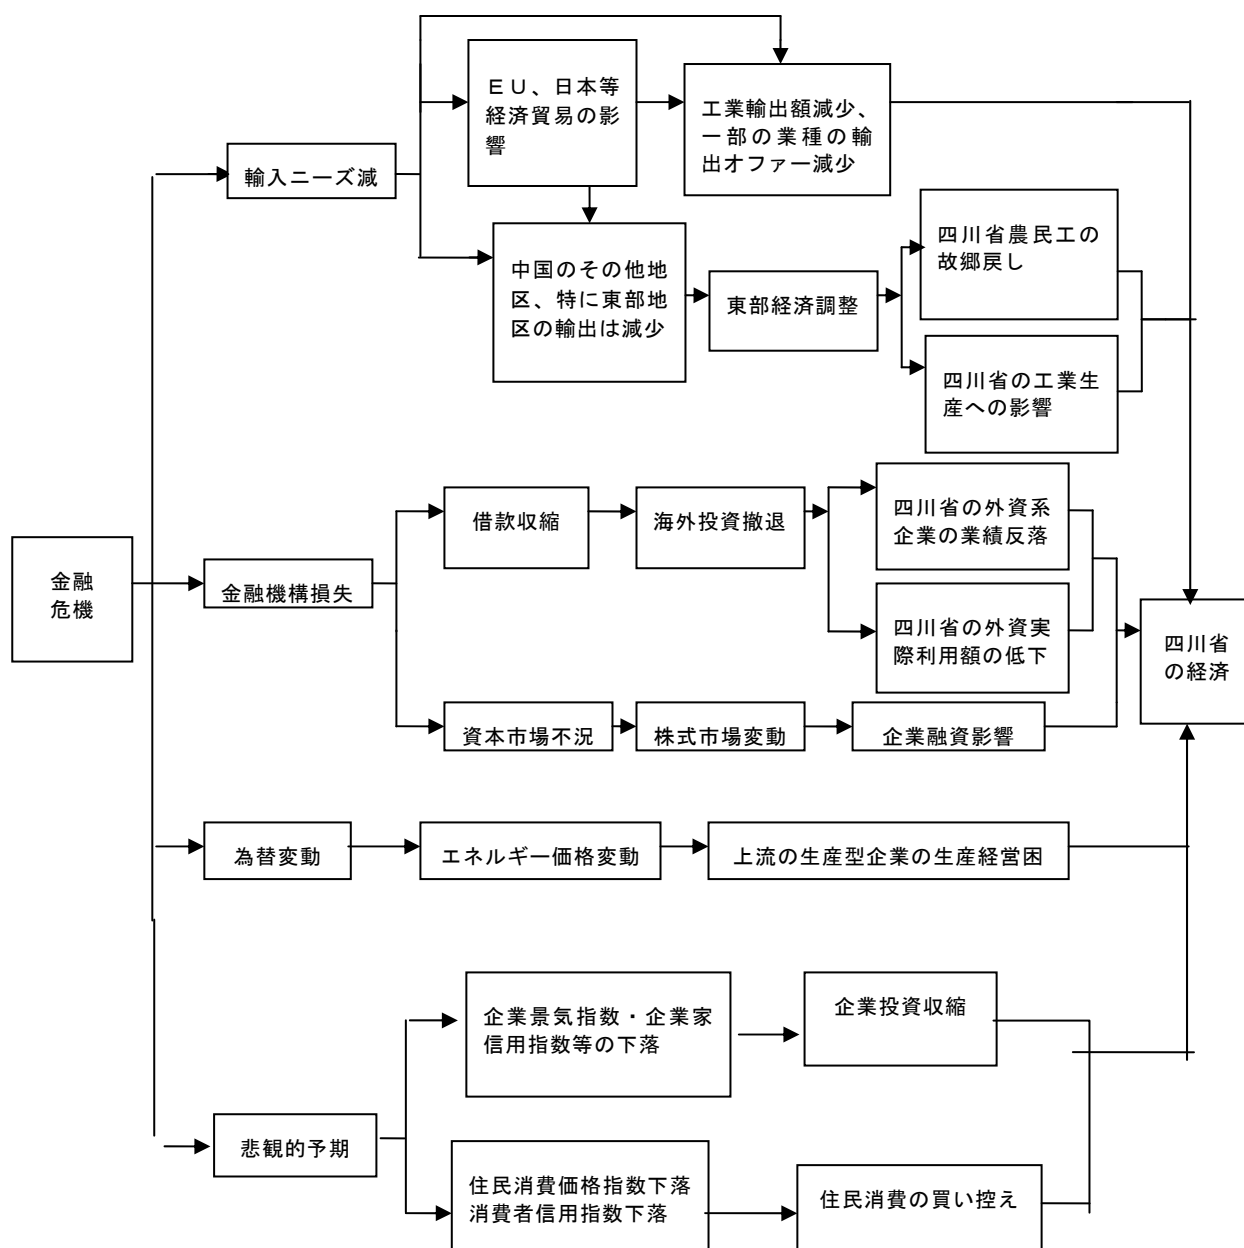 EU、日本等
経済貿易の影
響
工業輸出額減少、
一部の業種の輸
出オファー減少
輸入ニーズ減
四川省農民工の
故郷戻し
中国のその他地
区、特に東部地
区の輸出は減少
東部経済調整
四川省の工業生
産への影響
借款収縮
海外投資撤退
四川省の外資系
企業の業績反落
金融
危機
金融機構損失
四川省の外資実
際利用額の低下
四川省
の経済
資本市場不況
株式市場変動
企業融資影響
為替変動
エネルギー価格変動
上流の生産型企業の生産経営困
企業景気指数・企業家
信用指数等の下落
企業投資収縮
悲観的予期
住民消費価格指数下落
消費者信用指数下落
住民消費の買い控え